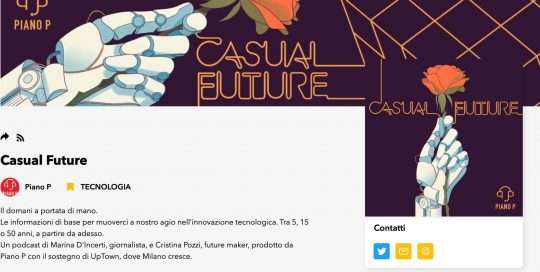 PIANO P
CASUAL
FUTURE
CASUAL FUTURE
PIANO P
Casual Future
Piano P TECNOLOGIA
Il domani a portata di mano.
Le informazioni di base per muoverci a nostro agio nell'innovazione tecnologica. Tra 5, 15
o 50 anni, a partire da adesso.
Un podcast di Marina D'Incerti, giornalista, e Cristina Pozzi, future maker, prodotto da
Piano P con il sostegno di UpTown, dove Milano cresce.
Contatti